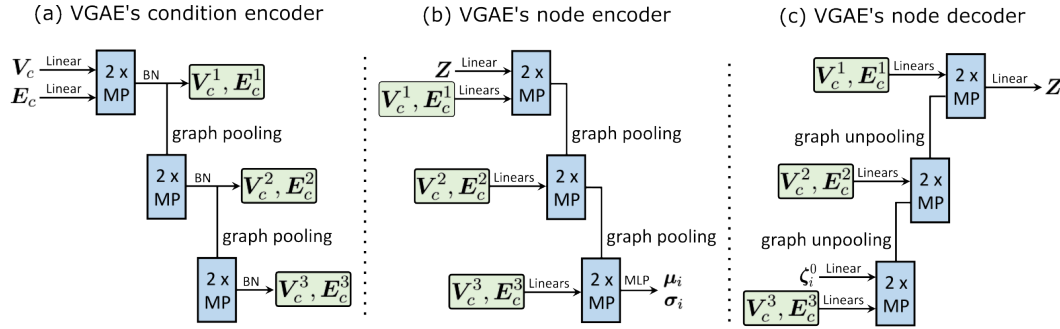 (a) VGAE's condition encoder
V_c
Linear
E_c
Linear
2 x
MP
BN
V_c^1, E_c^1
graph pooling
2 x
MP
BN
V_c^2, E_c^2
graph pooling
2 x
MP
BN
V_c^3, E_c^3
(b) VGAE's node encoder
Z
Linear
V_c^1, E_c^1
Linears
2 x
MP
graph pooling
V_c^2, E_c^2
Linears
2 x
MP
graph pooling
V_c^3, E_c^3
Linears
2 x
MP
MLP
μ_i
σ_i
(c) VGAE's node decoder
V_c^1, E_c^1
Linears
2 x
MP
Linear
Z
graph unpooling
V_c^2, E_c^2
Linears
2 x
MP
graph unpooling
ζ_i^0
Linear
V_c^3, E_c^3
Linears
2 x
MP